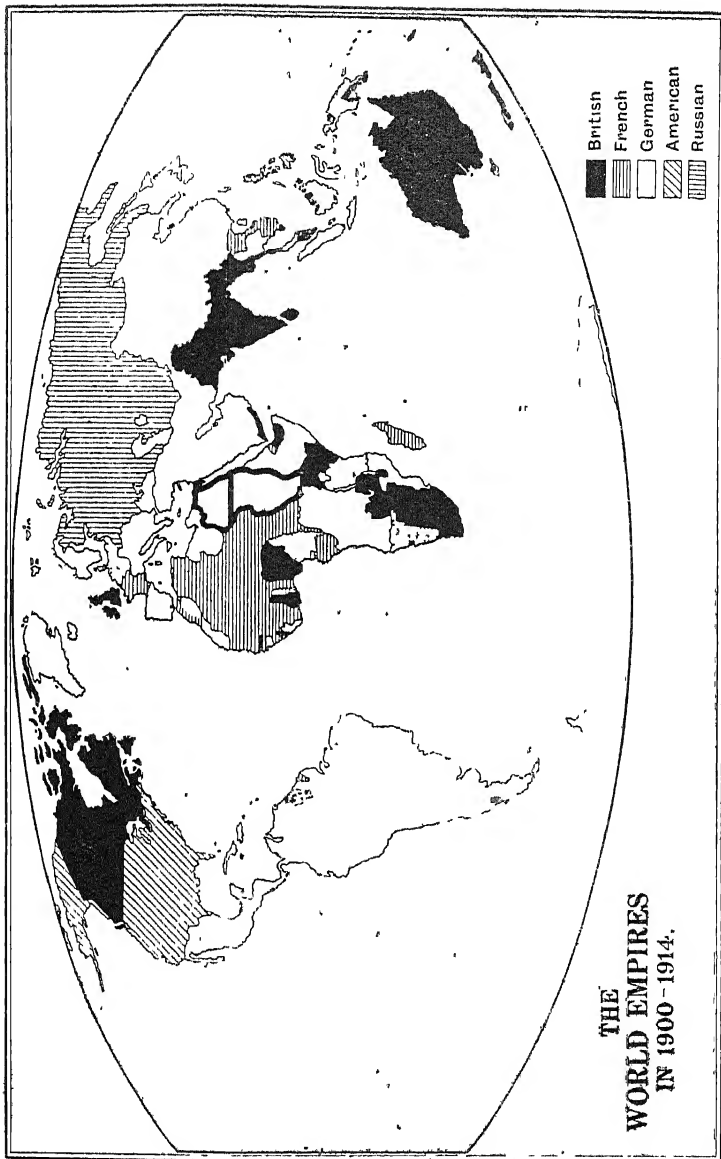 THE
WORLD EMPIRES
IN 1900-1914.
British
French
German
American
Russian